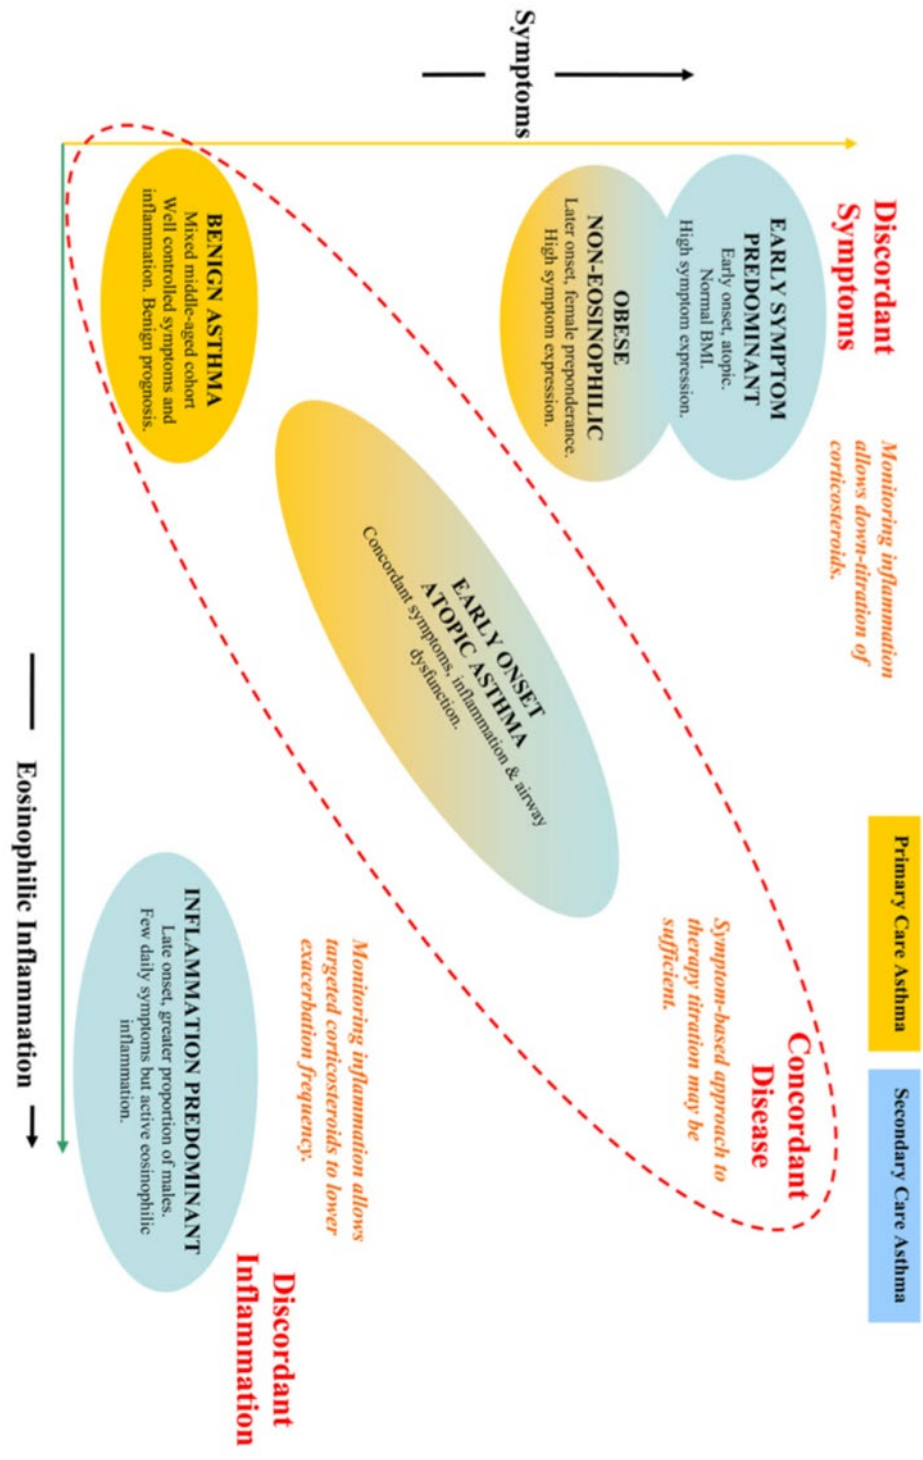 Primary Care Asthma
Secondary Care Asthma
Discordant
Symptoms
Monitoring inflammation
allows down-titration of
corticosteroids.
EARLY SYMPTOM
PREDOMINANT
Early onset, atopic.
Normal BMI.
High symptom expression.
OBESE
NON-EOSINOPHILIC
Later onset, female preponderance.
High symptom expression.
Symptoms
Concordant
Disease
Symptom-based approach to
therapy titration may be
sufficient.
EARLY ONSET
ATOPIC ASTHMA
Concordant symptoms, inflammation & airway
dysfunction.
BENIGN ASTHMA
Mixed middle-aged cohort
Well controlled symptoms and
inflammation. Benign prognosis.
Monitoring inflammation allows
targeted corticosteroids to lower
exacerbation frequency.
Discordant
Inflammation
INFLAMMATION PREDOMINANT
Late onset, greater proportion of males.
Few daily symptoms but active eosinophilic
inflammation.
Eosinophilic Inflammation